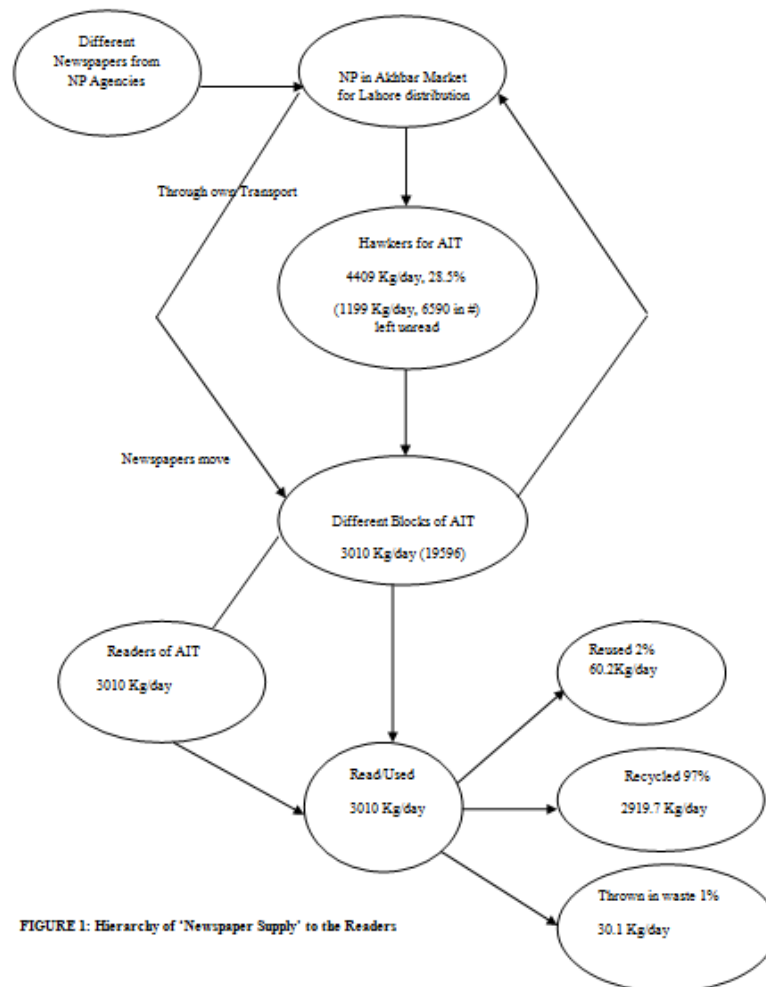 Different
Newspapers from
NP Agencies
NP in Akhbar Market
for Lahore distribution
Through own Transport
Hawkers for AIT
4409 Kg/day, 28.5%
(1199 Kg/day, 6590 in #)
left unread
Newspapers move
Different Blocks of AIT
3010 Kg/day (19596)
Readers of AIT
3010 Kg/day
Reused 2%
60.2Kg/day
Read/Used
3010 Kg/day
Recycled 97%
2919.7 Kg/day
Thrown in waste 1%
30.1 Kg/day
FIGURE 1: Hierarchy of ‘Newspaper Supply’ to the Readers